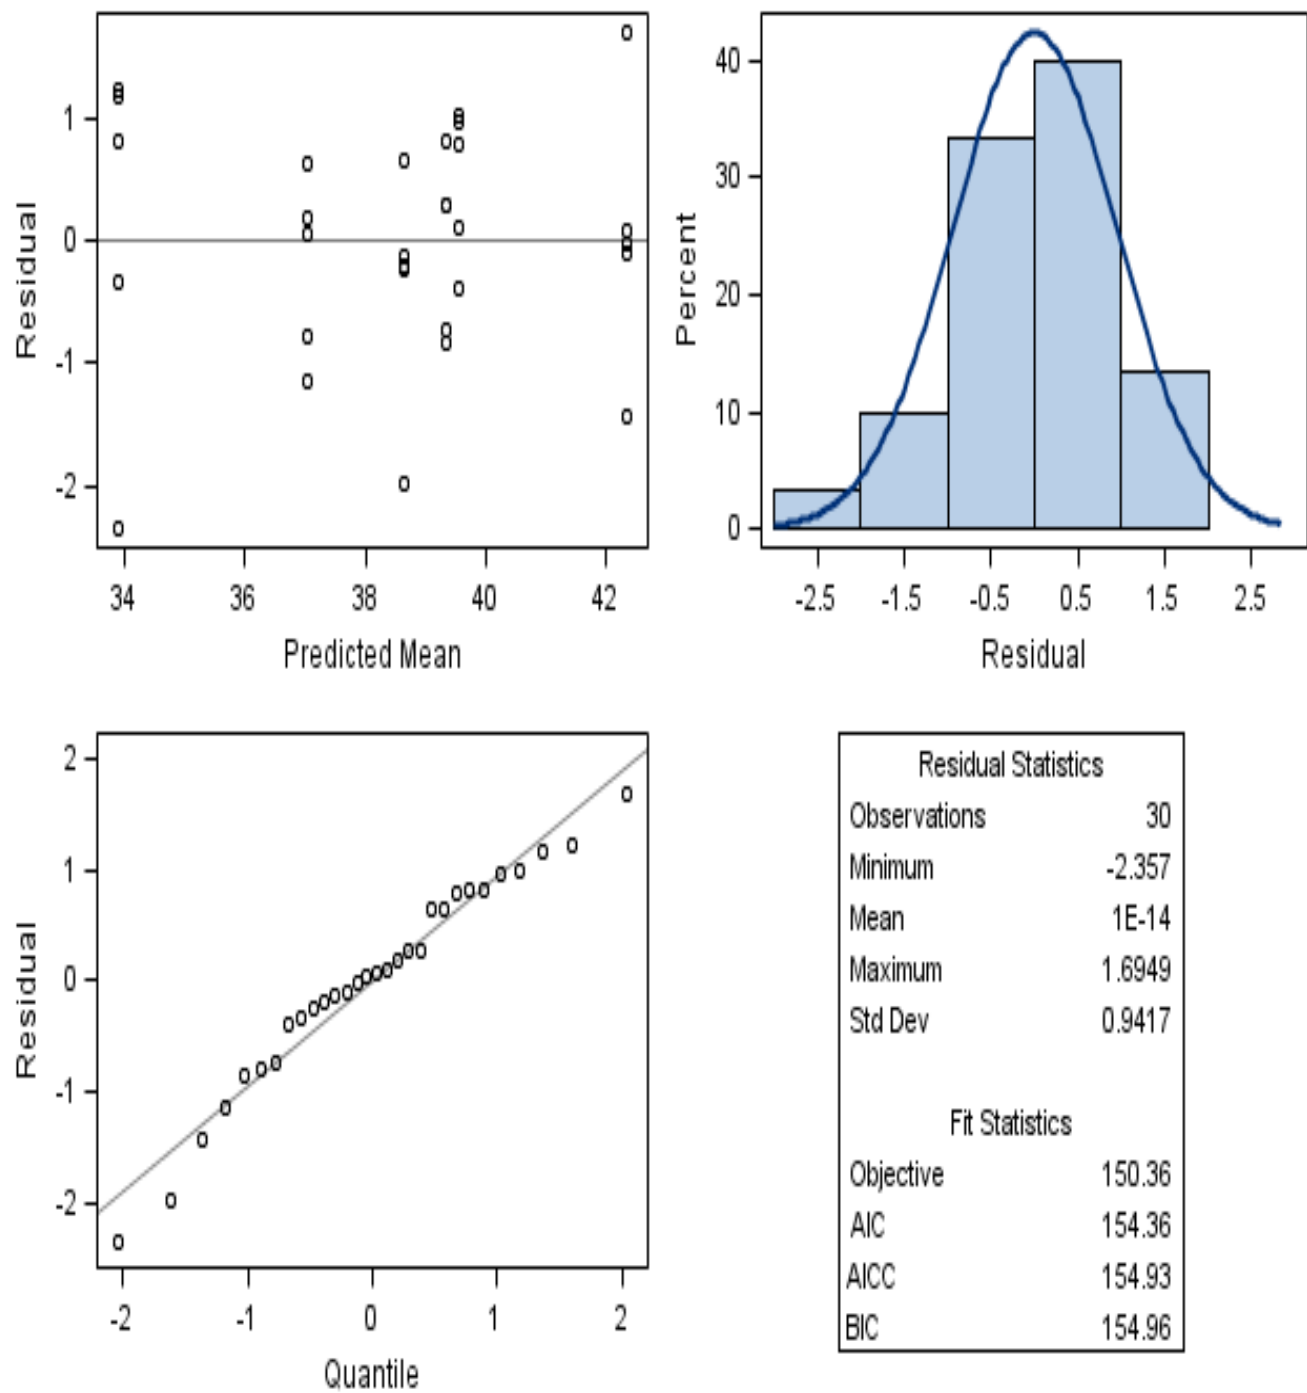 1
0
-1
-2
Residual
34
36
38
40
42
Predicted Mean
40
30
20
10
0
Percent
-2.5
-1.5
-0.5
0.5
1.5
2.5
Residual
2
1
0
-1
-2
Residual
-2
-1
0
1
2
Quantile
Residual Statistics
Observations 30
Minimum -2.357
Mean 1E-14
Maximum 1.6949
Std Dev 0.9417
Fit Statistics
Objective 150.36
AIC 154.36
AICC 154.93
BIC 154.96